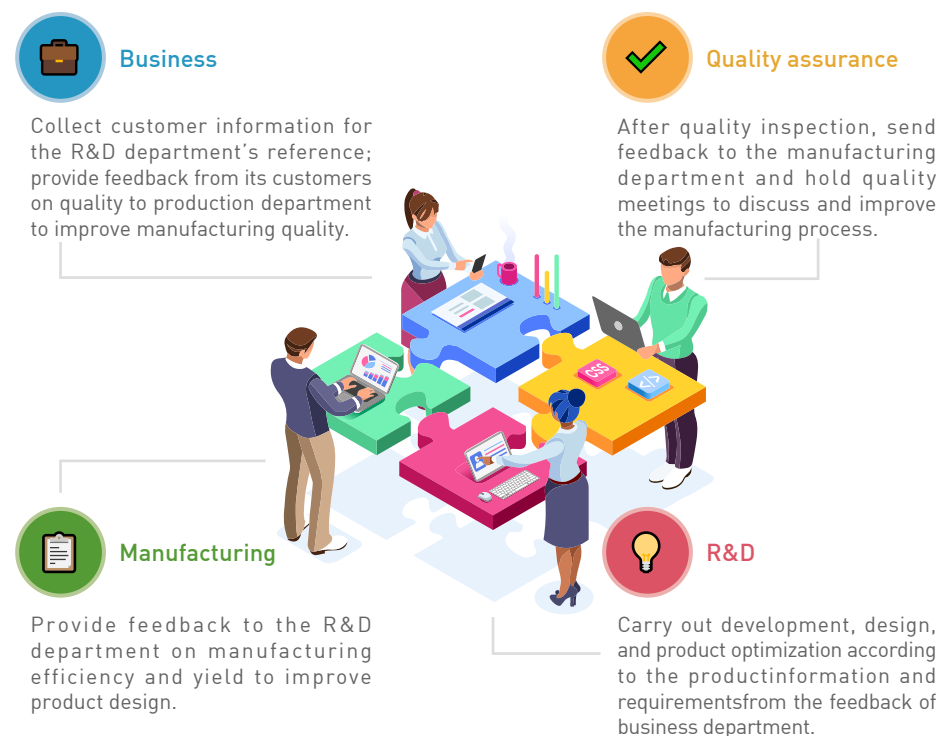 Business
Collect customer information for
the R&D department's reference;
provide feedback from its customers
on quality to production department
to improve manufacturing quality.
Quality assurance
After quality inspection, send
feedback to the manufacturing
department and hold quality
meetings to discuss and improve
the manufacturing process.
CSS
</>
Manufacturing
Provide feedback to the R&D
department on manufacturing
efficiency and yield to improve
product design.
R&D
Carry out development, design,
and product optimization according
to the productinformation and
requirementsfrom the feedback of
business department.